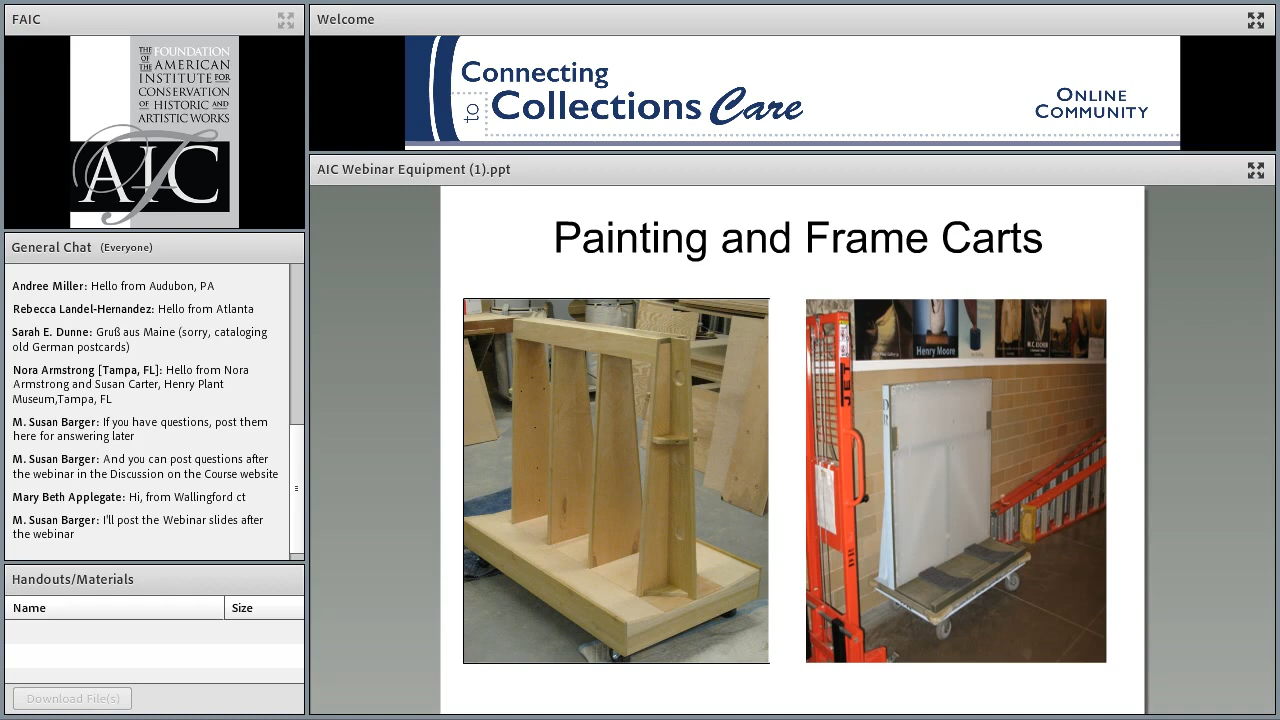 FAIC
THE FOUNDATION
OF THE AMERICAN
INSTITUTE FOR
CONSERVATION
OF HISTORIC AND
ARTISTIC WORKS
AIC
General Chat (Everyone)
Andree Miller: Hello from Audubon, PA
Rebecca Landel-Hernandez: Hello from Atlanta
Sarah E. Dunne: Gruß aus Maine (sorry, cataloging
old German postcards)
Nora Armstrong [Tampa, FL]: Hello from Nora
Armstrong and Susan Carter, Henry Plant
Museum,Tampa, FL
M. Susan Barger: If you have questions, post them
here for answering later
M. Susan Barger: And you can post questions after
the webinar in the Discussion on the Course website
Mary Beth Applegate: Hi, from Wallingford ct
M. Susan Barger: I'll post the Webinar slides after
the webinar
Handouts/Materials
Name Size
Download File(s)
Welcome
Connecting
to Collections Care
ONLINE
COMMUNITY
AIC Webinar Equipment (1).ppt
Painting and Frame Carts
Henry Moore
M.C. ESCHER
JET
DR